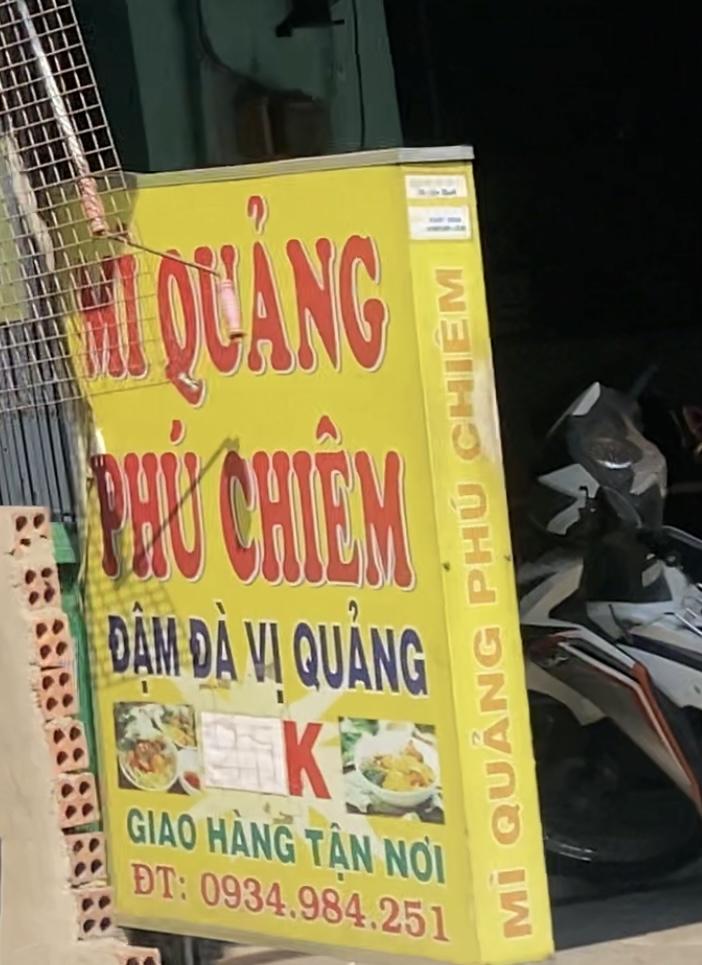 MÌ QUẢNG
PHÚ CHIÊM
ĐẬM ĐÀ VỊ QUẢNG
K
GIAO HÀNG TẬN NƠI
ĐT: 0934.984.251
MÌ QUẢNG PHÚ CHIÊM